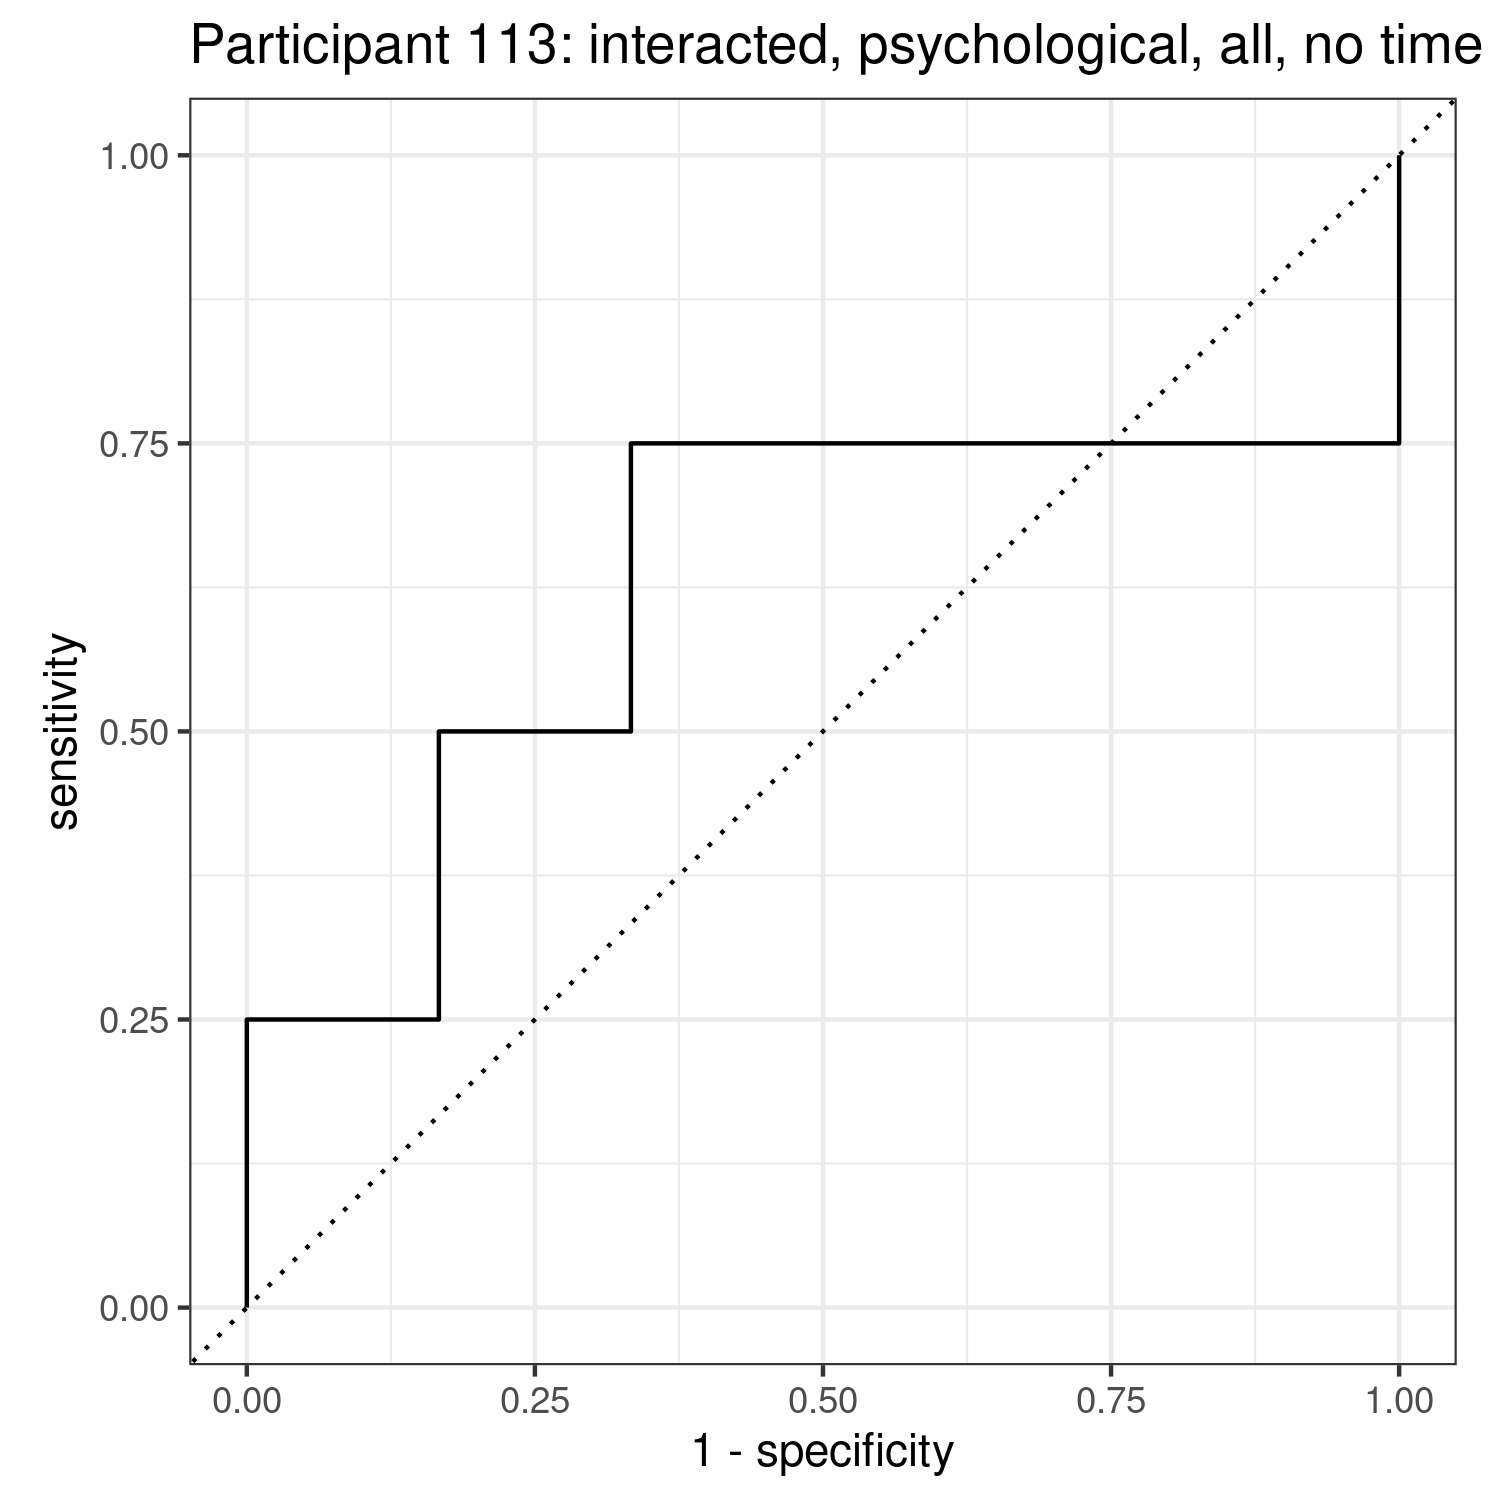 Participant 113: interacted, psychological, all, no time
1.00
0.75
0.50
0.25
0.00
sensitivity
0.00 0.25 0.50 0.75 1.00
1 - specificity